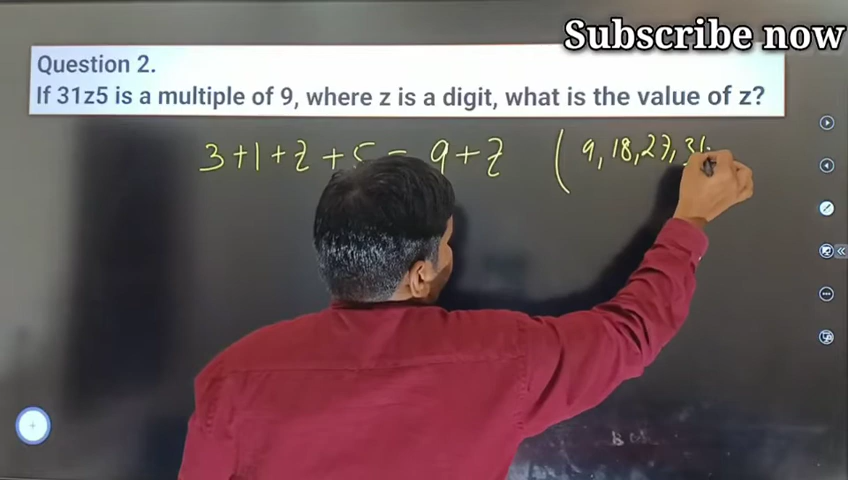 Subscribe now
Question 2.
If 31z5 is a multiple of 9, where z is a digit, what is the value of z?
3+1+z+5= 9+z ( 9, 18, 27,